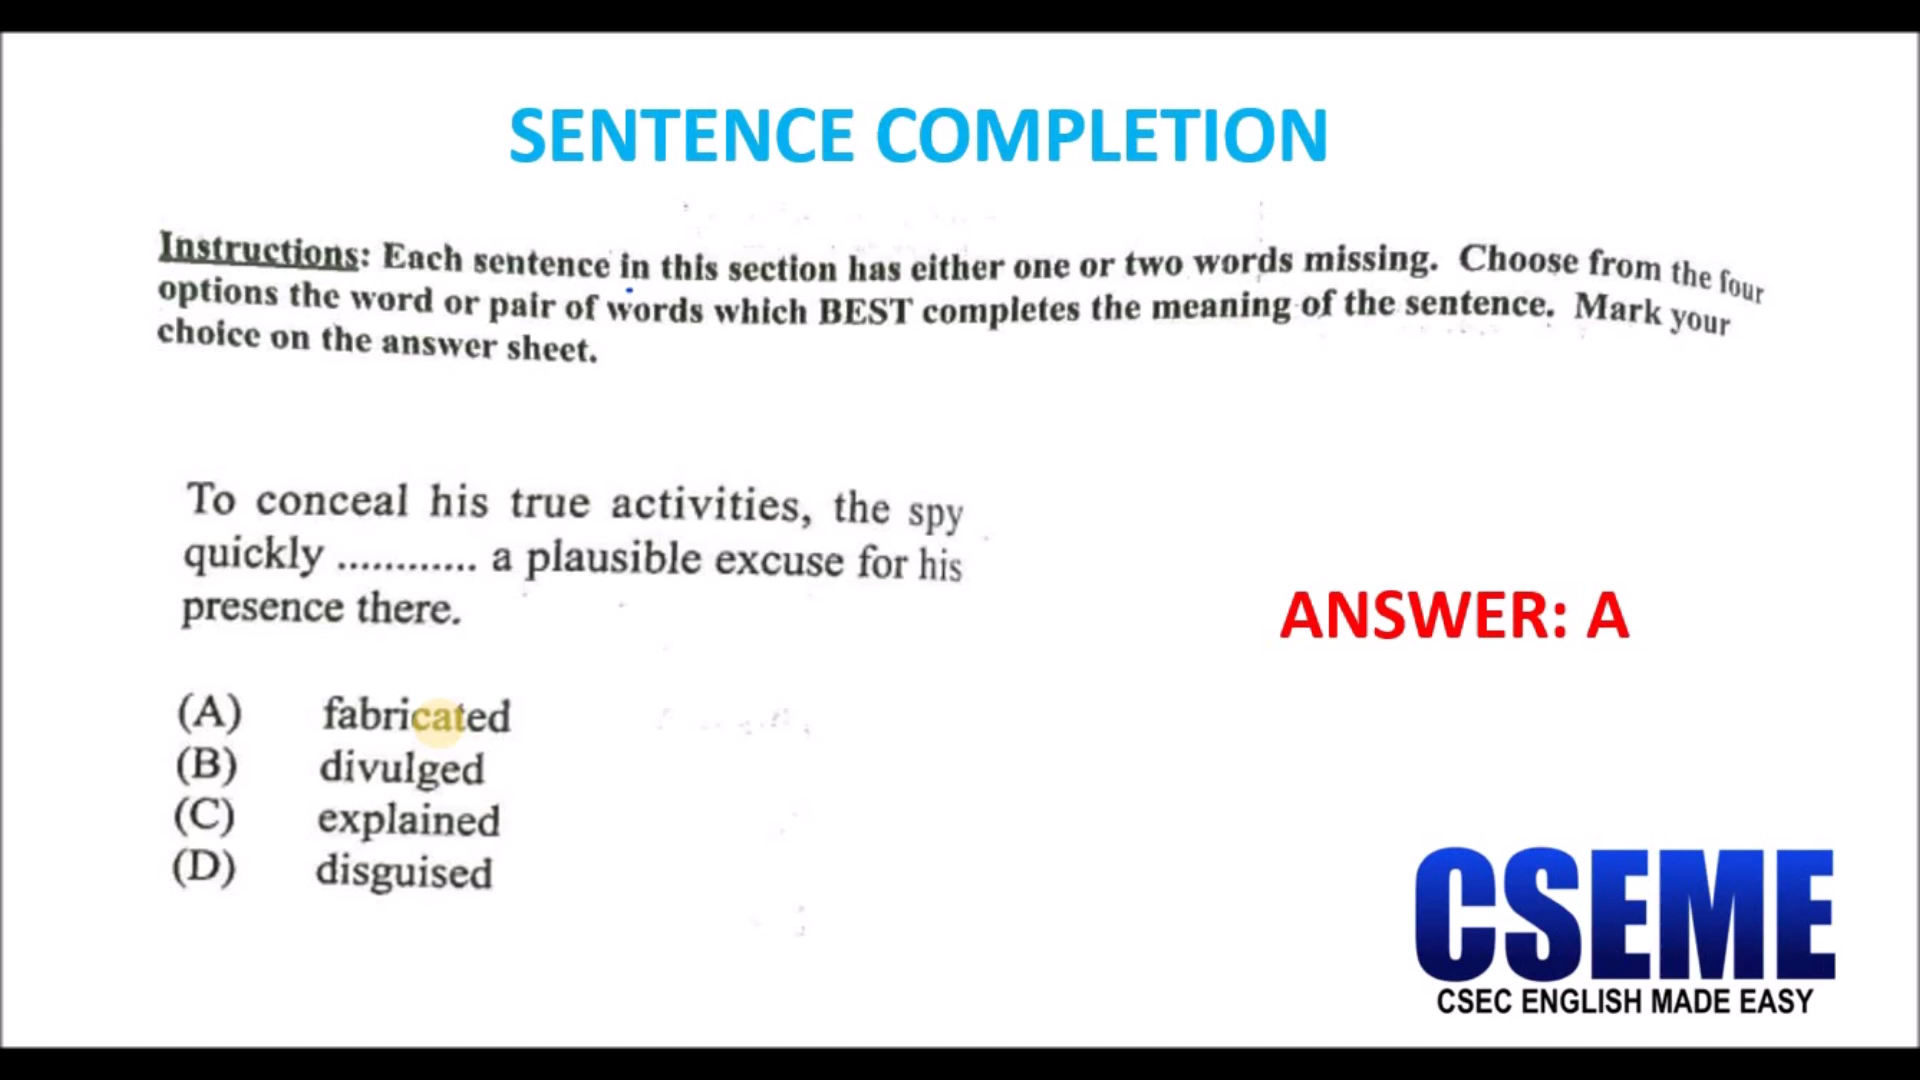 SENTENCE COMPLETION
Instructions: Each sentence in this section has either one or two words missing. Choose from the four
options the word or pair of words which BEST completes the meaning of the sentence. Mark your
choice on the answer sheet.
To conceal his true activities, the spy
quickly ............ a plausible excuse for his
presence there.
ANSWER: A
(A) fabricated
(B) divulged
(C) explained
(D) disguised
CSEME
CSEC ENGLISH MADE EASY